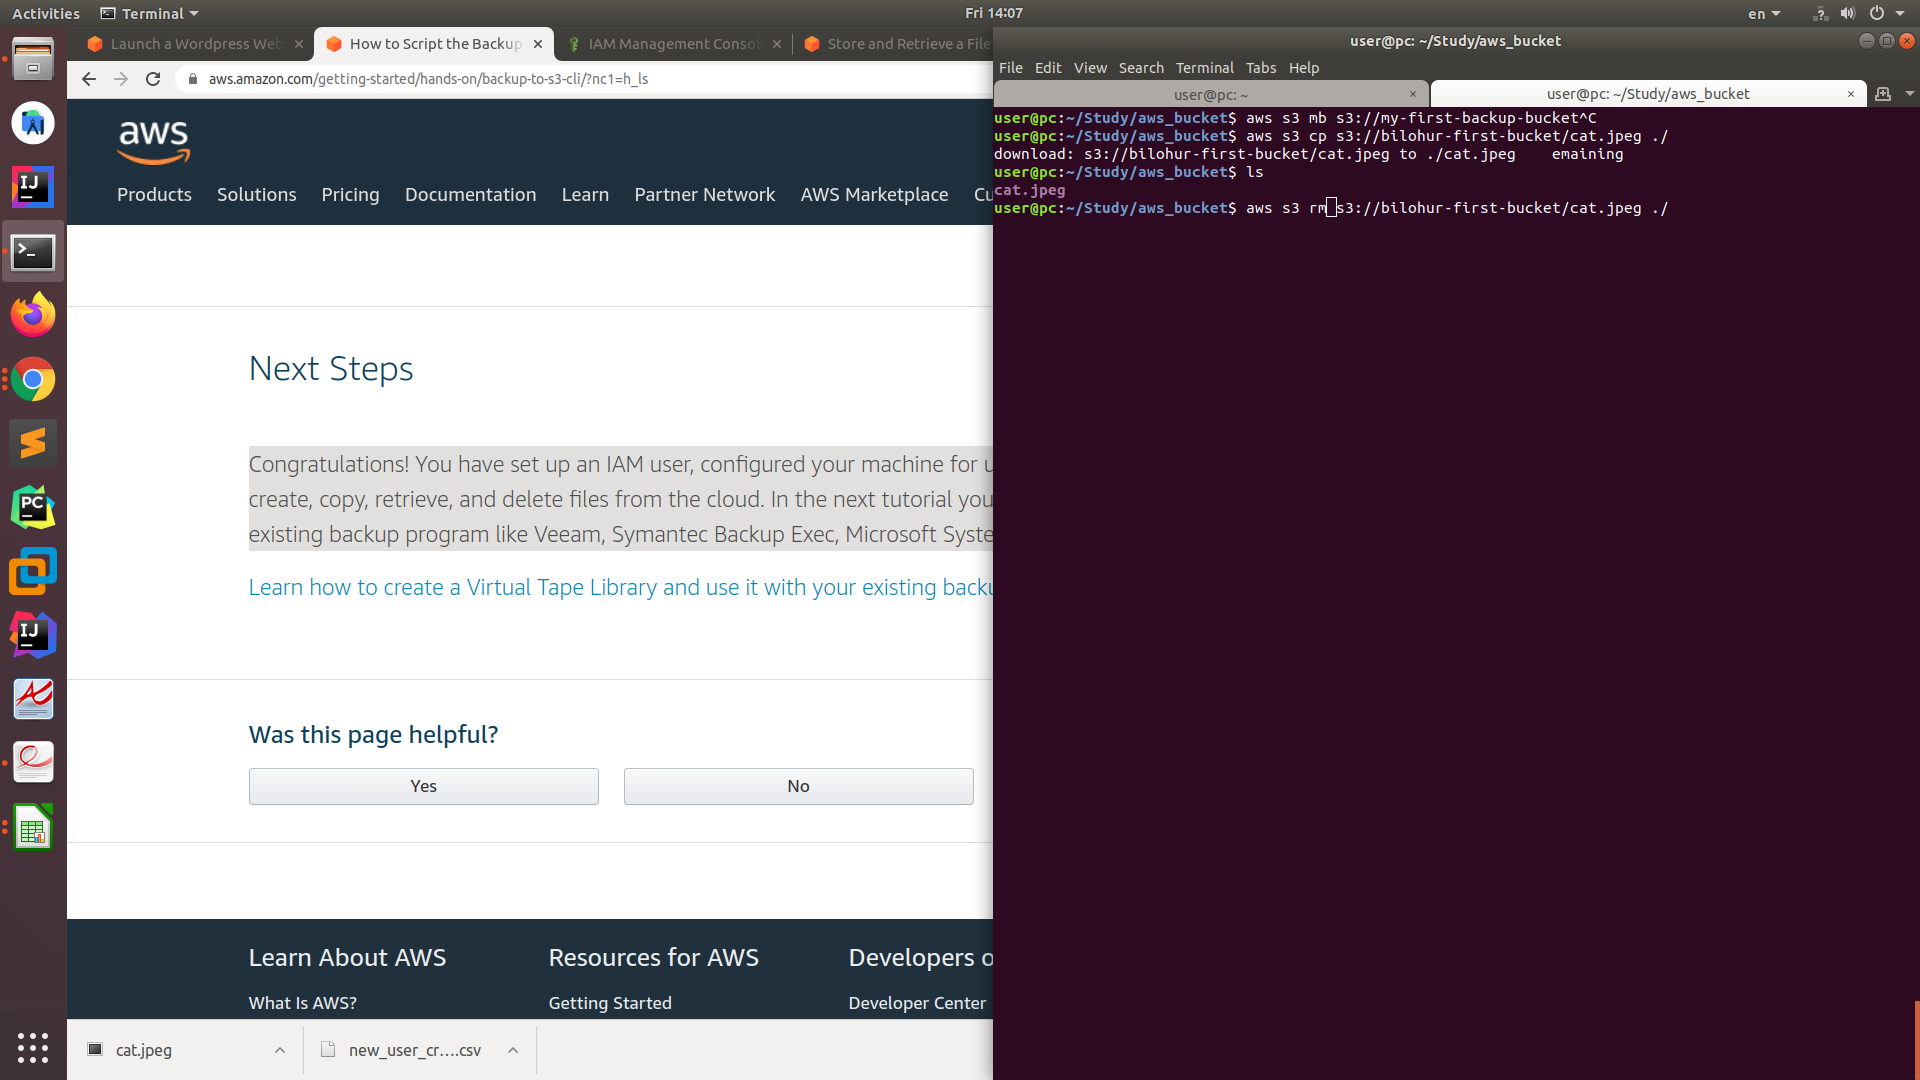 Activities
Terminal
Fri 14:07
en
Launch a Wordpress Web
How to Script the Backup
IAM Management Consol
Store and Retrieve a File
aws.amazon.com/getting-started/hands-on/backup-to-s3-cli/?nc1=h_ls
aws
Products
Solutions
Pricing
Documentation
Learn
Partner Network
AWS Marketplace
Cu
Next Steps
Congratulations! You have set up an IAM user, configured your machine for u
create, copy, retrieve, and delete files from the cloud. In the next tutorial you
existing backup program like Veeam, Symantec Backup Exec, Microsoft Syste
Learn how to create a Virtual Tape Library and use it with your existing backu
Was this page helpful?
Yes
No
Learn About AWS
Resources for AWS
Developers o
What Is AWS?
Getting Started
Developer Center
cat.jpeg
new_user_cr....csv
user@pc: ~/Study/aws_bucket
File Edit View Search Terminal Tabs Help
user@pc: ~
user@pc: ~/Study/aws_bucket
user@pc:~/Study/aws_bucket$ aws s3 mb s3://my-first-backup-bucket^C
user@pc:~/Study/aws_bucket$ aws s3 cp s3://bilohur-first-bucket/cat.jpeg ./
download: s3://bilohur-first-bucket/cat.jpeg to ./cat.jpeg    emaining
user@pc:~/Study/aws_bucket$ ls
cat.jpeg
user@pc:~/Study/aws_bucket$ aws s3 rm s3://bilohur-first-bucket/cat.jpeg ./
IJ
PC
IJ